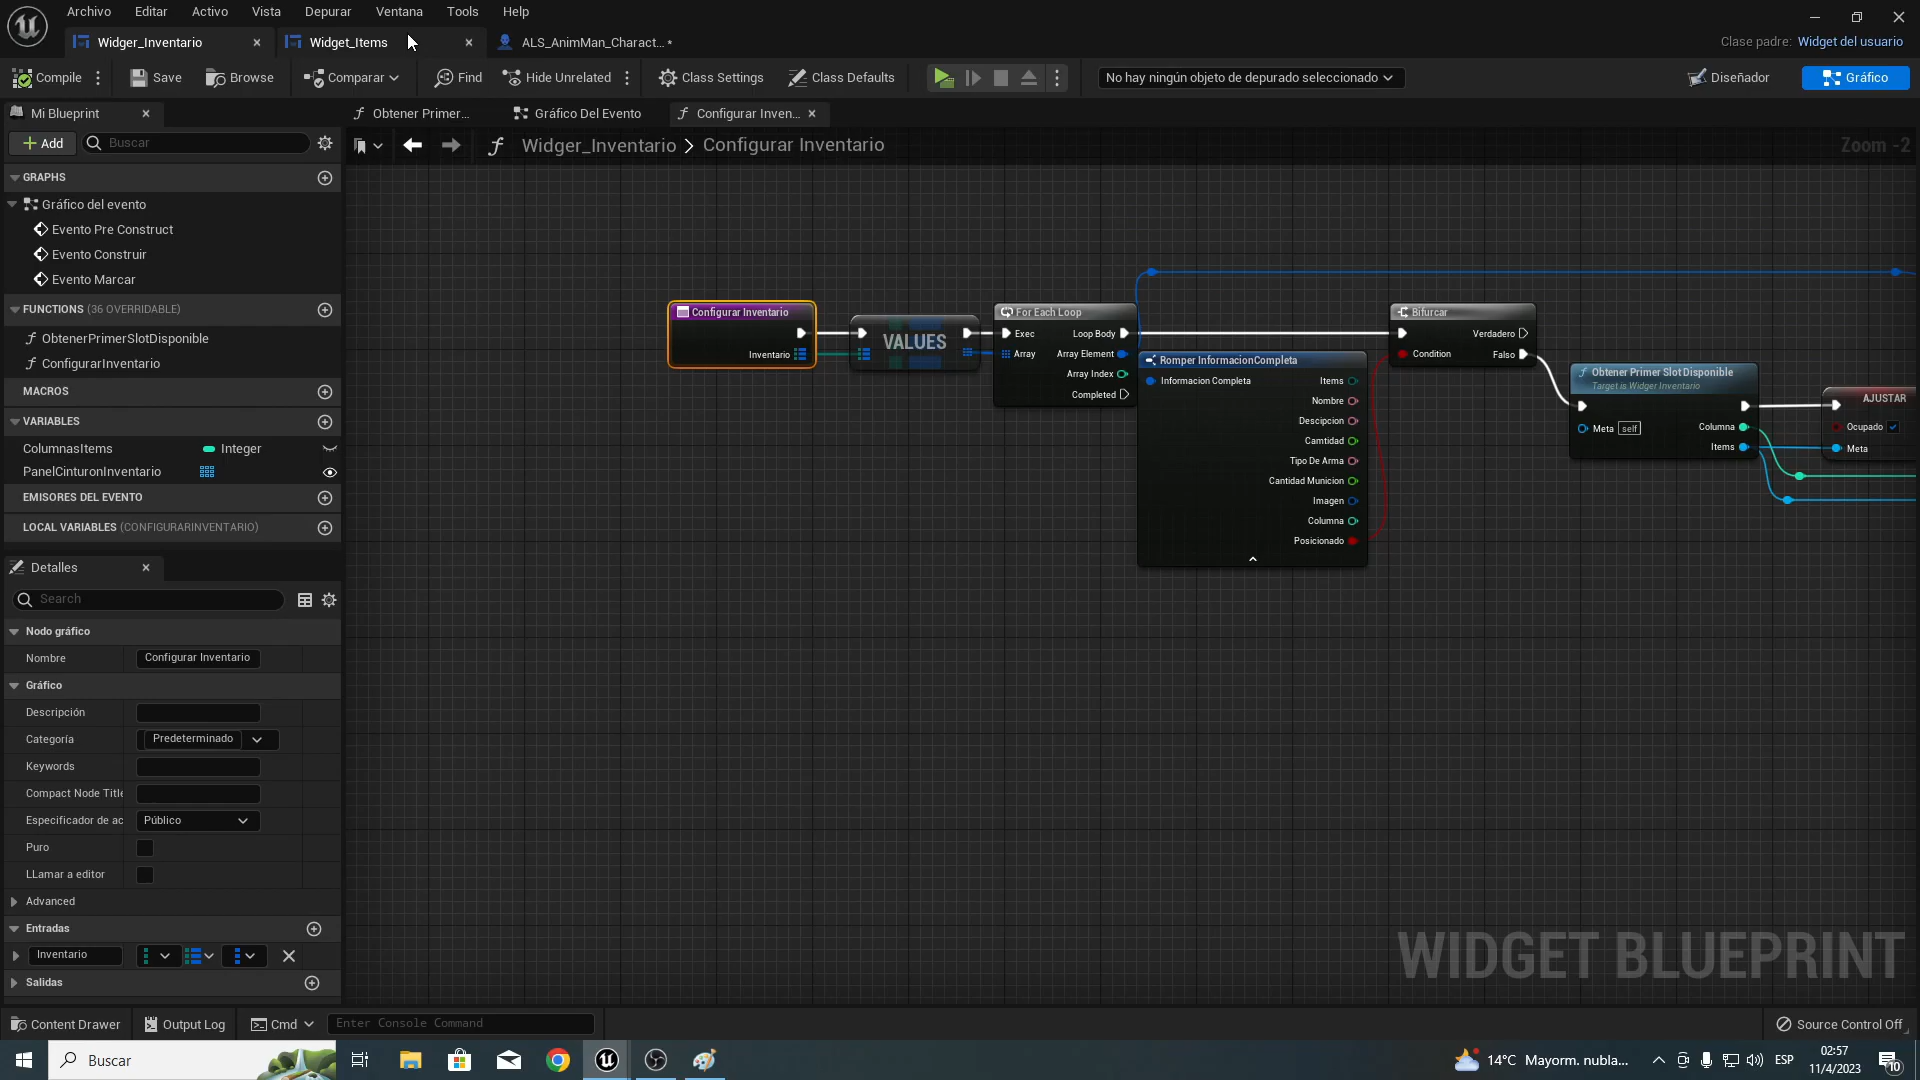 Archivo Editar Activo Vista Depurar Ventana Tools Help
Widger_Inventario Widget_Items ALS_AnimMan_Charact... •
Clase padre: Widget del usuario
Compile Save Browse Comparar Find Hide Unrelated Class Settings Class Defaults No hay ningún objeto de depurado seleccionado Diseñador Gráfico
Mi Blueprint Obtener Primer... Gráfico Del Evento Configurar Inven...
Add Buscar Widger_Inventario > Configurar Inventario Zoom -2
GRAPHS
Gráfico del evento
Evento Pre Construct
Evento Construir
Evento Marcar
FUNCTIONS (36 OVERRIDABLE)
ObtenerPrimerSlotDisponible
ConfigurarInventario
MACROS
VARIABLES
ColumnasItems Integer
PanelCinturonInventario
EMISORES DEL EVENTO
LOCAL VARIABLES (CONFIGURARINVENTARIO)
Configurar Inventario
Inventario
VALUES
For Each Loop
Exec Loop Body
Array Array Element
Array Index
Completed
Romper InformacionCompleta
Informacion Completa Items
Nombre
Descipcion
Camtidad
Tipo De Arma
Cantidad Municion
Imagen
Columna
Posicionado
Bifurcar
Verdadero
Condition Falso
Obtener Primer Slot Disponible
Target is Widger Inventario
Meta self Columna
Items
AJUSTAR
Ocupado
Meta
Detalles
Search
Nodo gráfico
Nombre Configurar Inventario
Gráfico
Descripción
Categoría Predeterminado
Keywords
Compact Node Title
Especificador de ac Público
Puro
LLamar a editor
Advanced
Entradas
Inventario
Salidas
WIDGET BLUEPRINT
Content Drawer Output Log Cmd Enter Console Command Source Control Off
Buscar 14°C Mayorm. nubla... ESP 02:57
11/4/2023 10